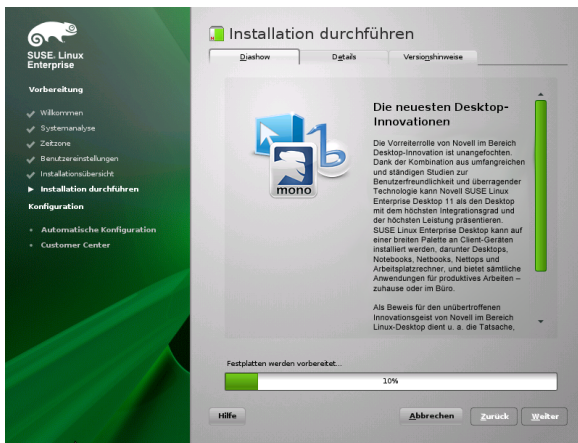 SUSE. Linux
Enterprise
Vorbereitung
Willkommen
Systemanalyse
Zeitzone
Benutzereinstellungen
Installationsübersicht
Installation durchführen
Konfiguration
Automatische Konfiguration
Customer Center
Installation durchführen
Diashow
Details
Versionshinweise
mono
Die neuesten Desktop-
Innovationen
Die Vorreiterrolle von Novell im Bereich
Desktop-Innovation ist unangefochten.
Dank der Kombination aus umfangreichen
und ständigen Studien zur
Benutzerfreundlichkeit und überragender
Technologie kann Novell SUSE Linux
Enterprise Desktop 11 als den Desktop
mit dem höchsten Integrationsgrad und
der höchsten Leistung präsentieren.
SUSE Linux Enterprise Desktop kann auf
einer breiten Palette an Client-Geräten
installiert werden, darunter Desktops,
Notebooks, Netbooks, Nettops und
Arbeitsplatzrechner, und bietet sämtliche
Anwendungen für produktives Arbeiten –
zuhause oder im Büro.
Als Beweis für den unübertroffenen
Innovationsgeist von Novell im Bereich
Linux-Desktop dient u. a. die Tatsache,
Festplatten werden vorbereitet...
10%
Hilfe
Abbrechen
Zurück
Weiter